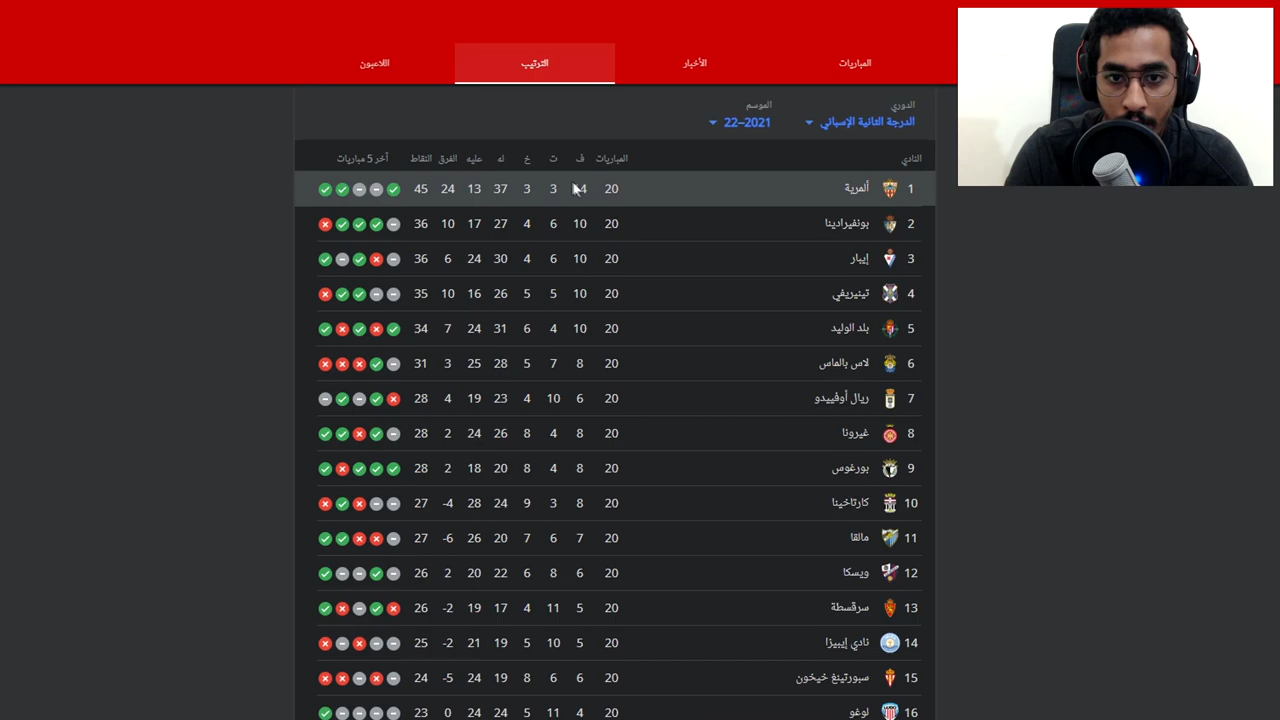 المباريات الأخبار الترتيب اللاعبون
الدوري الموسم
الدرجة الثانية الإسباني 2021–22
النادي المباريات ف ت خ له عليه الفرق النقاط آخر 5 مباريات
1 ألمرية 20 3 3 37 13 24 45
2 بونفيرادينا 20 10 6 4 27 17 10 36
3 إيبار 20 10 6 4 30 24 6 36
4 تينيريفي 20 10 5 5 26 16 10 35
5 بلد الوليد 20 10 4 6 31 24 7 34
6 لاس بالماس 20 8 7 5 28 25 3 31
7 ريال أوفييدو 20 6 10 4 23 19 4 28
8 غيرونا 20 8 4 8 26 24 2 28
9 بورغوس 20 8 4 8 20 18 2 28
10 كارتاخينا 20 8 3 9 24 28 -4 27
11 مالقا 20 7 6 7 20 26 -6 27
12 ويسكا 20 6 8 6 22 20 2 26
13 سرقسطة 20 5 11 4 17 19 -2 26
14 نادي إيبيزا 20 5 10 5 19 21 -2 25
15 سبورتينغ خيخون 20 6 6 8 19 24 -5 24
16 لوغو 20 4 11 5 24 24 0 23